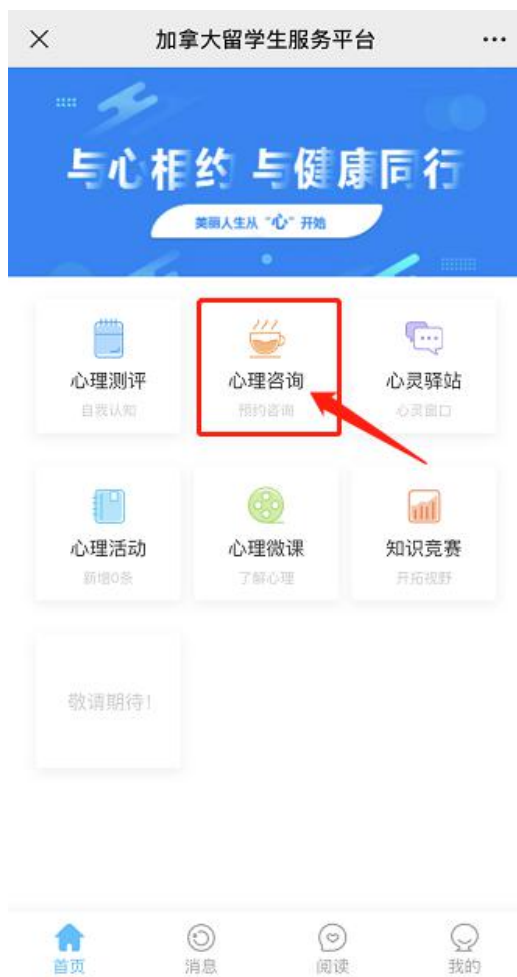 加拿大留学生服务平台
与心相约 与健康同行
美丽人生从“心”开始
心理测评
自我认知
心理咨询
预约咨询
心灵驿站
心灵窗口
心理活动
新增0条
心理微课
了解心理
知识竞赛
开拓视野
敬请期待！
首页
消息
阅读
我的